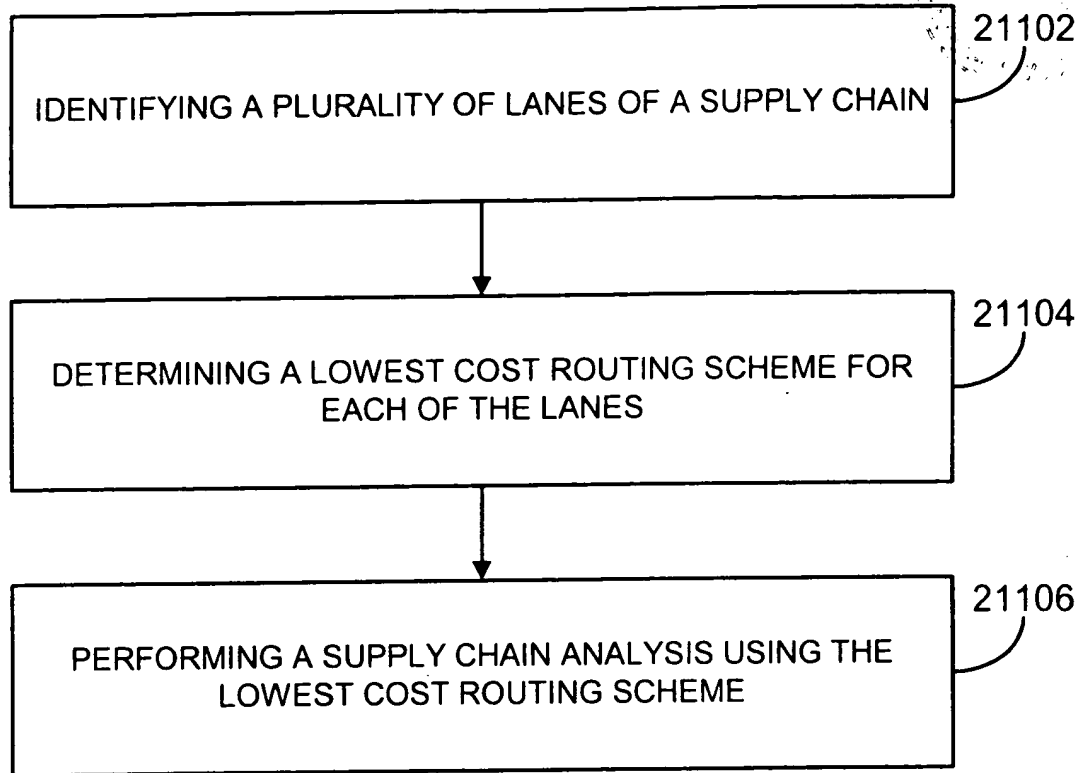 21102
IDENTIFYING A PLURALITY OF LANES OF A SUPPLY CHAIN
21104
DETERMINING A LOWEST COST ROUTING SCHEME FOR
EACH OF THE LANES
21106
PERFORMING A SUPPLY CHAIN ANALYSIS USING THE
LOWEST COST ROUTING SCHEME